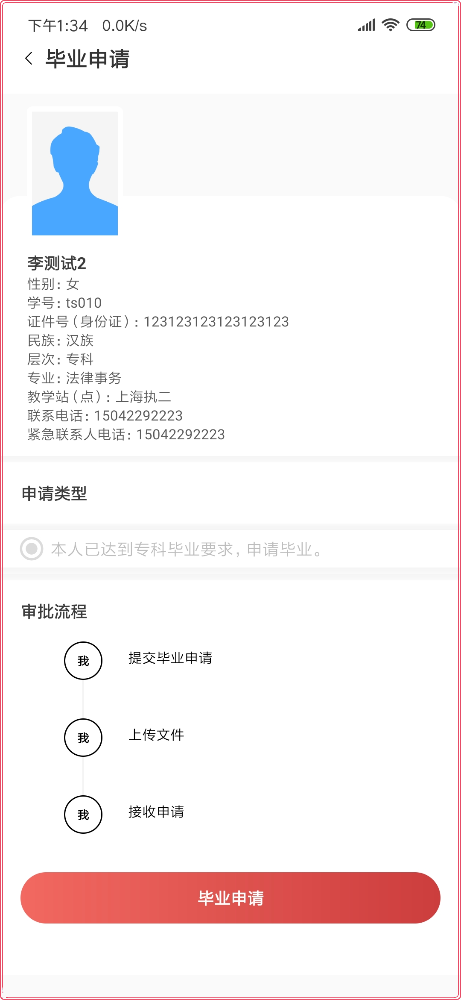 下午1:34 0.0K/s 74
毕业申请
李测试2
性别: 女
学号: ts010
证件号（身份证）: 123123123123123123
民族: 汉族
层次: 专科
专业: 法律事务
教学站（点）: 上海执二
联系电话: 15042292223
紧急联系人电话: 15042292223
申请类型
本人已达到专科毕业要求，申请毕业。
审批流程
我 提交毕业申请
我 上传文件
我 接收申请
毕业申请